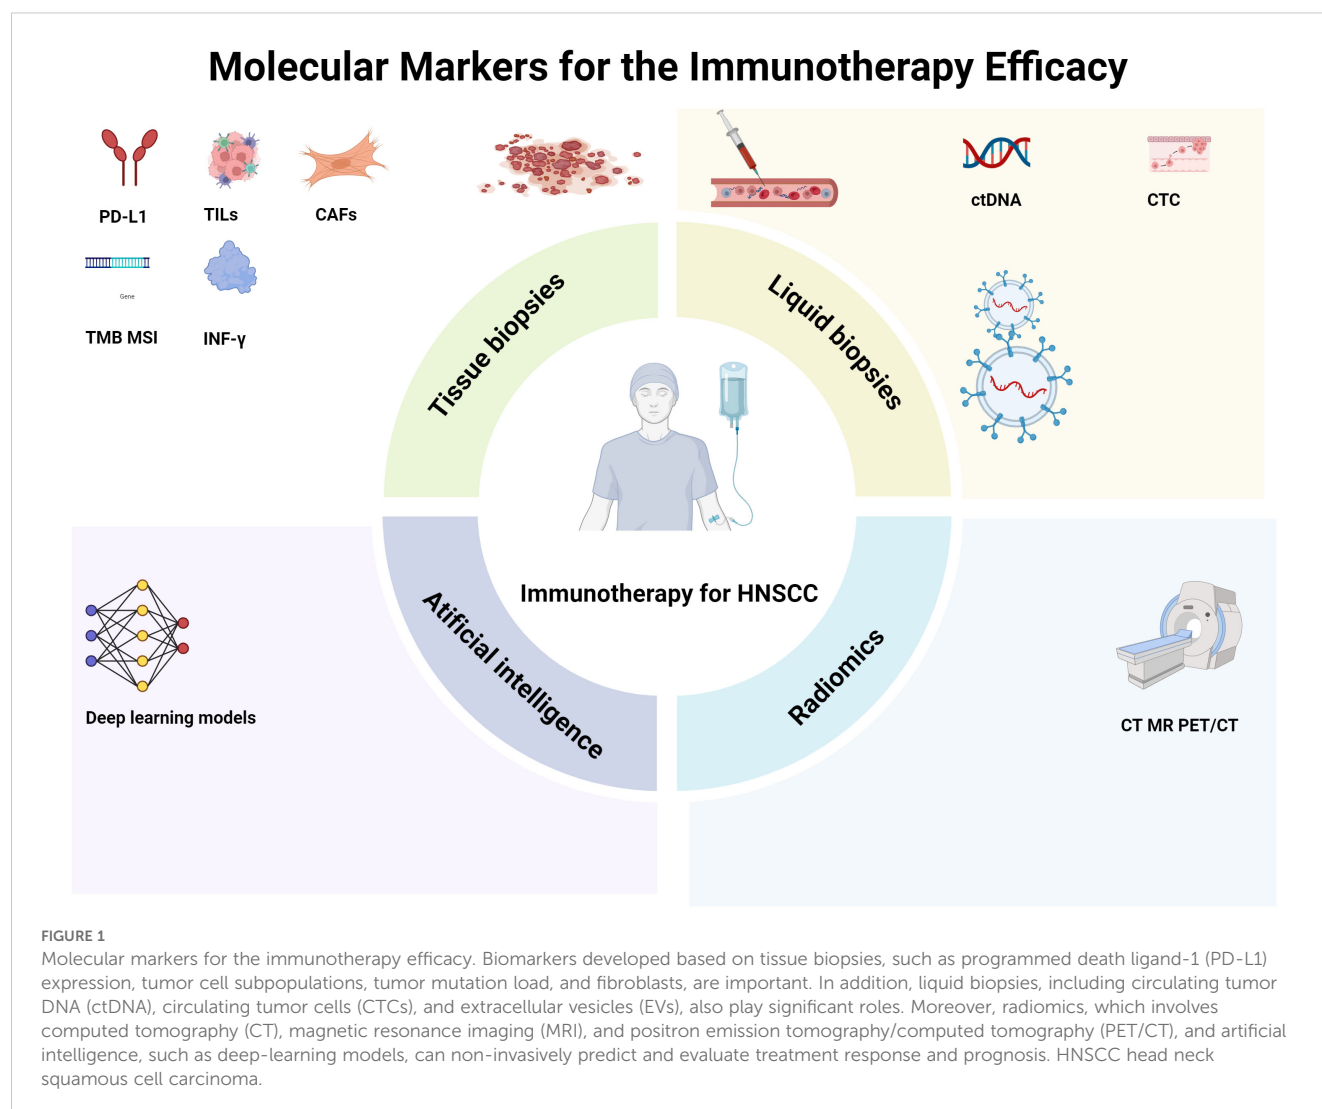 Molecular Markers for the Immunotherapy Efficacy
PD-L1
TILs
CAFs
Gene
TMB MSI
INF-γ
Tissue biopsies
Liquid biopsies
ctDNA
CTC
Immunotherapy for HNSCC
Atificial intelligence
Deep learning models
Radiomics
CT MR PET/CT
FIGURE 1
Molecular markers for the immunotherapy efficacy. Biomarkers developed based on tissue biopsies, such as programmed death ligand-1 (PD-L1)
expression, tumor cell subpopulations, tumor mutation load, and fibroblasts, are important. In addition, liquid biopsies, including circulating tumor
DNA (ctDNA), circulating tumor cells (CTCs), and extracellular vesicles (EVs), also play significant roles. Moreover, radiomics, which involves
computed tomography (CT), magnetic resonance imaging (MRI), and positron emission tomography/computed tomography (PET/CT), and artificial
intelligence, such as deep-learning models, can non-invasively predict and evaluate treatment response and prognosis. HNSCC head neck
squamous cell carcinoma.